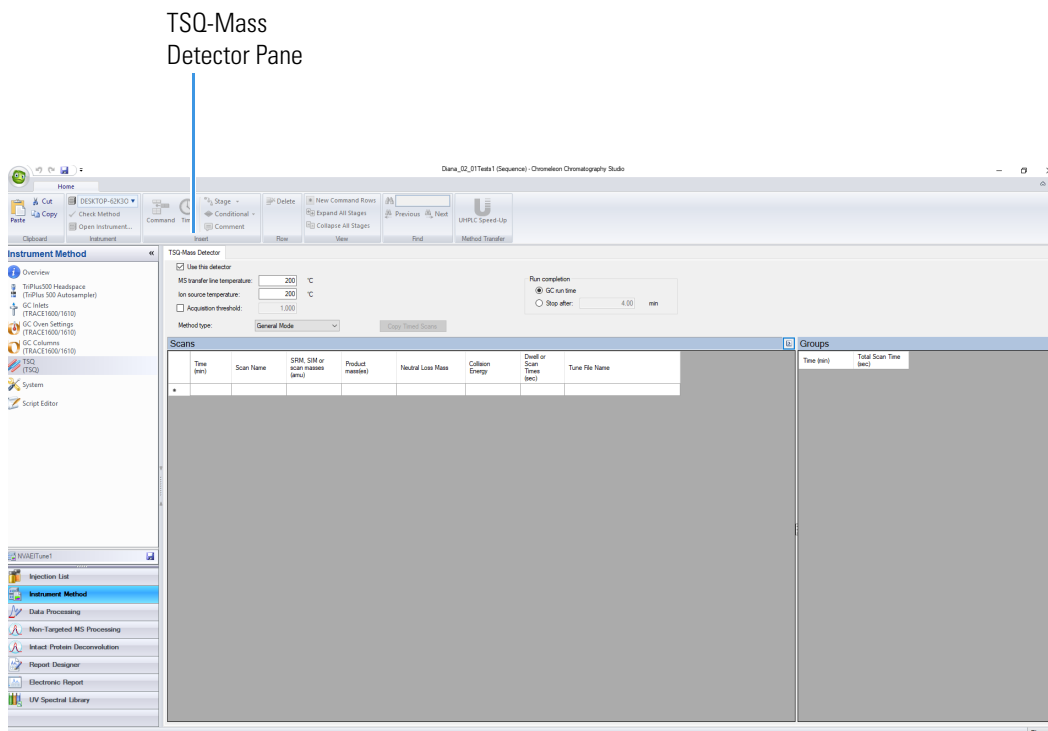 TSQ-Mass
Detector Pane
Diana_02_01Tests1 (Sequence) - Chromeleon Chromatography Studio
Home
Paste
Cut
Copy
Clipboard
DESKTOP-62K3O
Check Method
Open Instrument...
Instrument
Command
Stage
Conditional
Comment
Insert
Delete
Row
New Command Rows
Expand All Stages
Collapse All Stages
View
Previous
Next
Find
UHPLC Speed-Up
Method Transfer
Instrument Method
«
Overview
TriPlus500 Headspace
(TriPlus 500 Autosampler)
GC Inlets
(TRACE1600/1610)
GC Oven Settings
(TRACE1600/1610)
GC Columns
(TRACE1600/1610)
TSQ
(TSQ)
System
Script Editor
NVAEITune1
Injection List
Instrument Method
Data Processing
Non-Targeted MS Processing
Intact Protein Deconvolution
Report Designer
Electronic Report
UV Spectral Library
TSQ-Mass Detector
Use this detector
MS transfer line temperature: 200 °C
Ion source temperature: 200 °C
Acquisition threshold: 1,000
Method type: General Mode
Copy Timed Scans
Run completion
GC run time
Stop after: 4.00 min
Scans
Time
(min)
Scan Name
SRM, SIM or
scan masses
(amu)
Product
mass(es)
Neutral Loss Mass
Collision
Energy
Dwell or
Scan
Times
(sec)
Tune File Name
Groups
Time (min)
Total Scan Time
(sec)